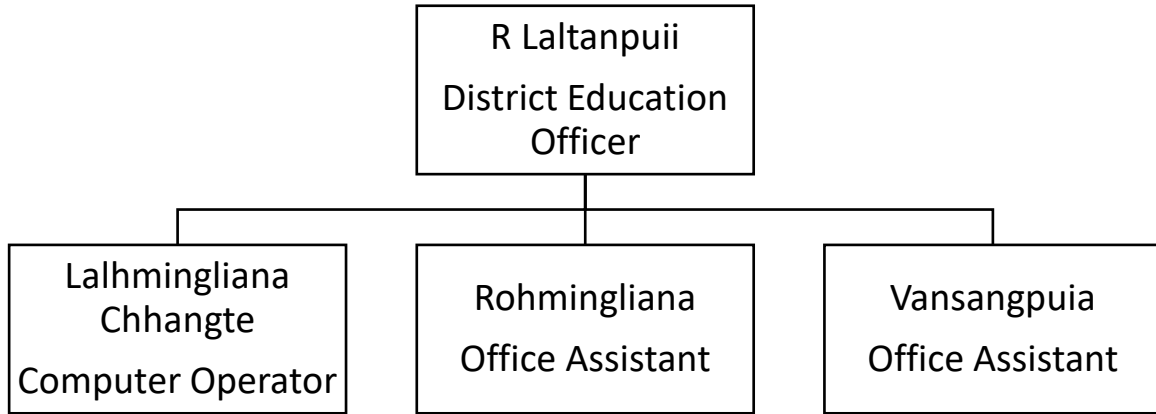 R Laltanpuii
District Education
Officer
Lalhmingliana
Chhangte
Computer Operator
Rohmingliana
Office Assistant
Vansangpuia
Office Assistant